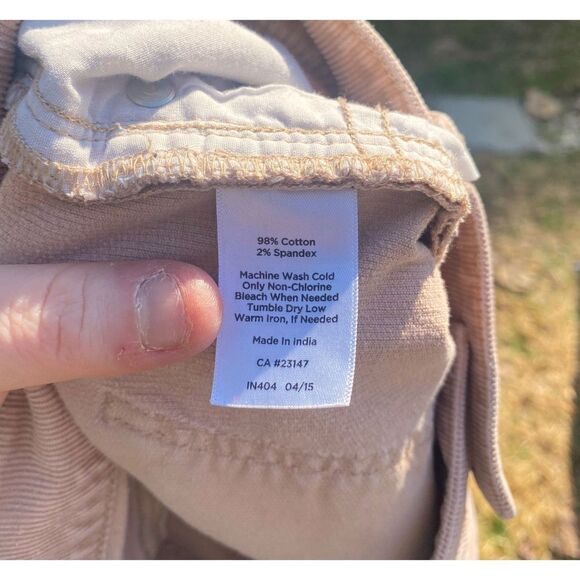 98% Cotton
2% Spandex
Machine Wash Cold
Only Non-Chlorine
Bleach When Needed
Tumble Dry Low
Warm Iron, If Needed
Made In India
CA #23147
IN404 04/15